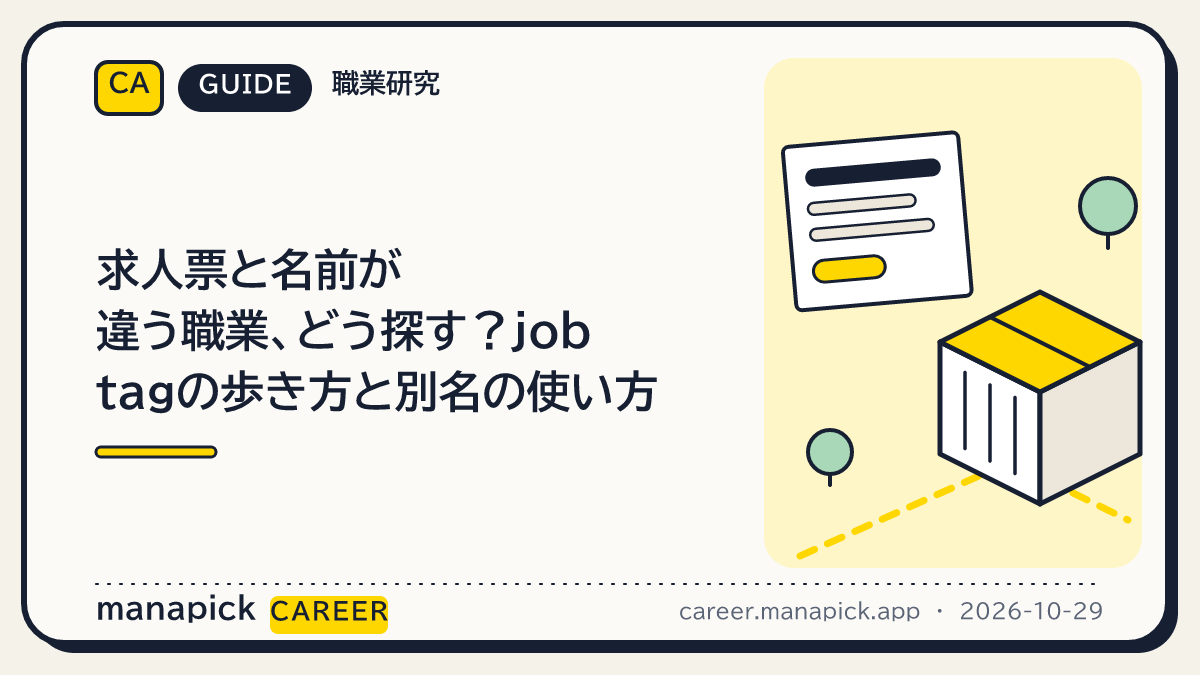 CA GUIDE 職業研究
求人票と名前が
違う職業、どう探す？job
tagの歩き方と別名の使い方
manapick CAREER
career.manapick.app ・ 2026-10-29